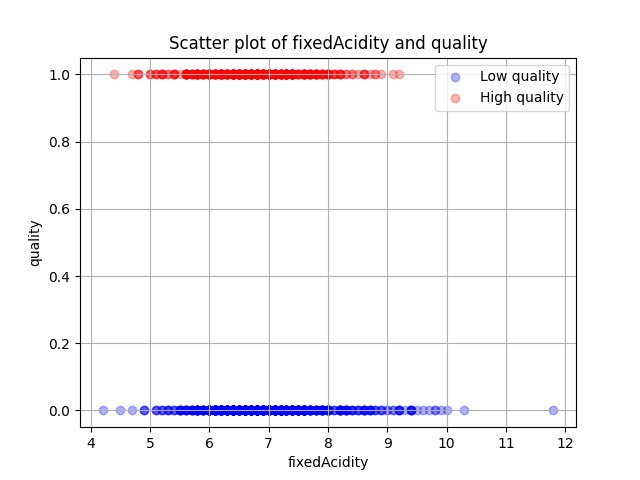 Scatter plot of fixedAcidity and quality
Low quality
High quality
1.0
0.8
0.6
0.4
0.2
0.0
quality
4 5 6 7 8 9 10 11 12
fixedAcidity